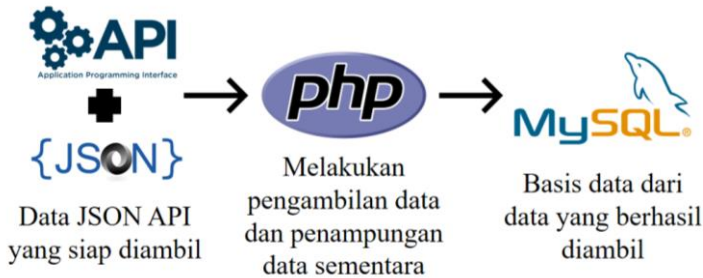 API
Application Programming Interface
{JSON}
Data JSON API
yang siap diambil
php
Melakukan
pengambilan data
dan penampungan
data sementara
MySQL®
Basis data dari
data yang berhasil
diambil